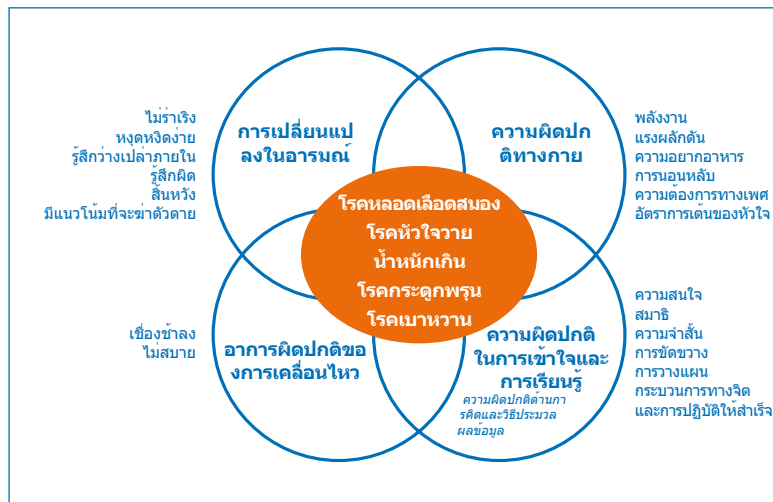 ไม่ร่าเริง
หงุดหงิดง่าย
รู้สึกว่างเปล่าภายใน
รู้สึกผิด
สิ้นหวัง
มีแนวโน้มที่จะฆ่าตัวตาย
การเปลี่ยนแป
ลงในอารมณ์
ความผิดปก
ติทางกาย
พลังงาน
แรงผลักดัน
ความอยากอาหาร
การนอนหลับ
ความต้องการทางเพศ
อัตราการเต้นของหัวใจ
โรคหลอดเลือดสมอง
โรคหัวใจวาย
น้ำหนักเกิน
โรคกระดูกพรุน
โรคเบาหวาน
เชื่องช้าลง
ไม่สบาย
อาการผิดปกติขอ
งการเคลื่อนไหว
ความผิดปกติ
ในการเข้าใจและ
การเรียนรู้
ความผิดปกติด้านกา
รคิดและวิธีประมวล
ผลข้อมูล
ความสนใจ
สมาธิ
ความจำสั้น
การขัดขวาง
การวางแผน
กระบวนการทางจิต
และการปฏิบัติให้สำเร็จ